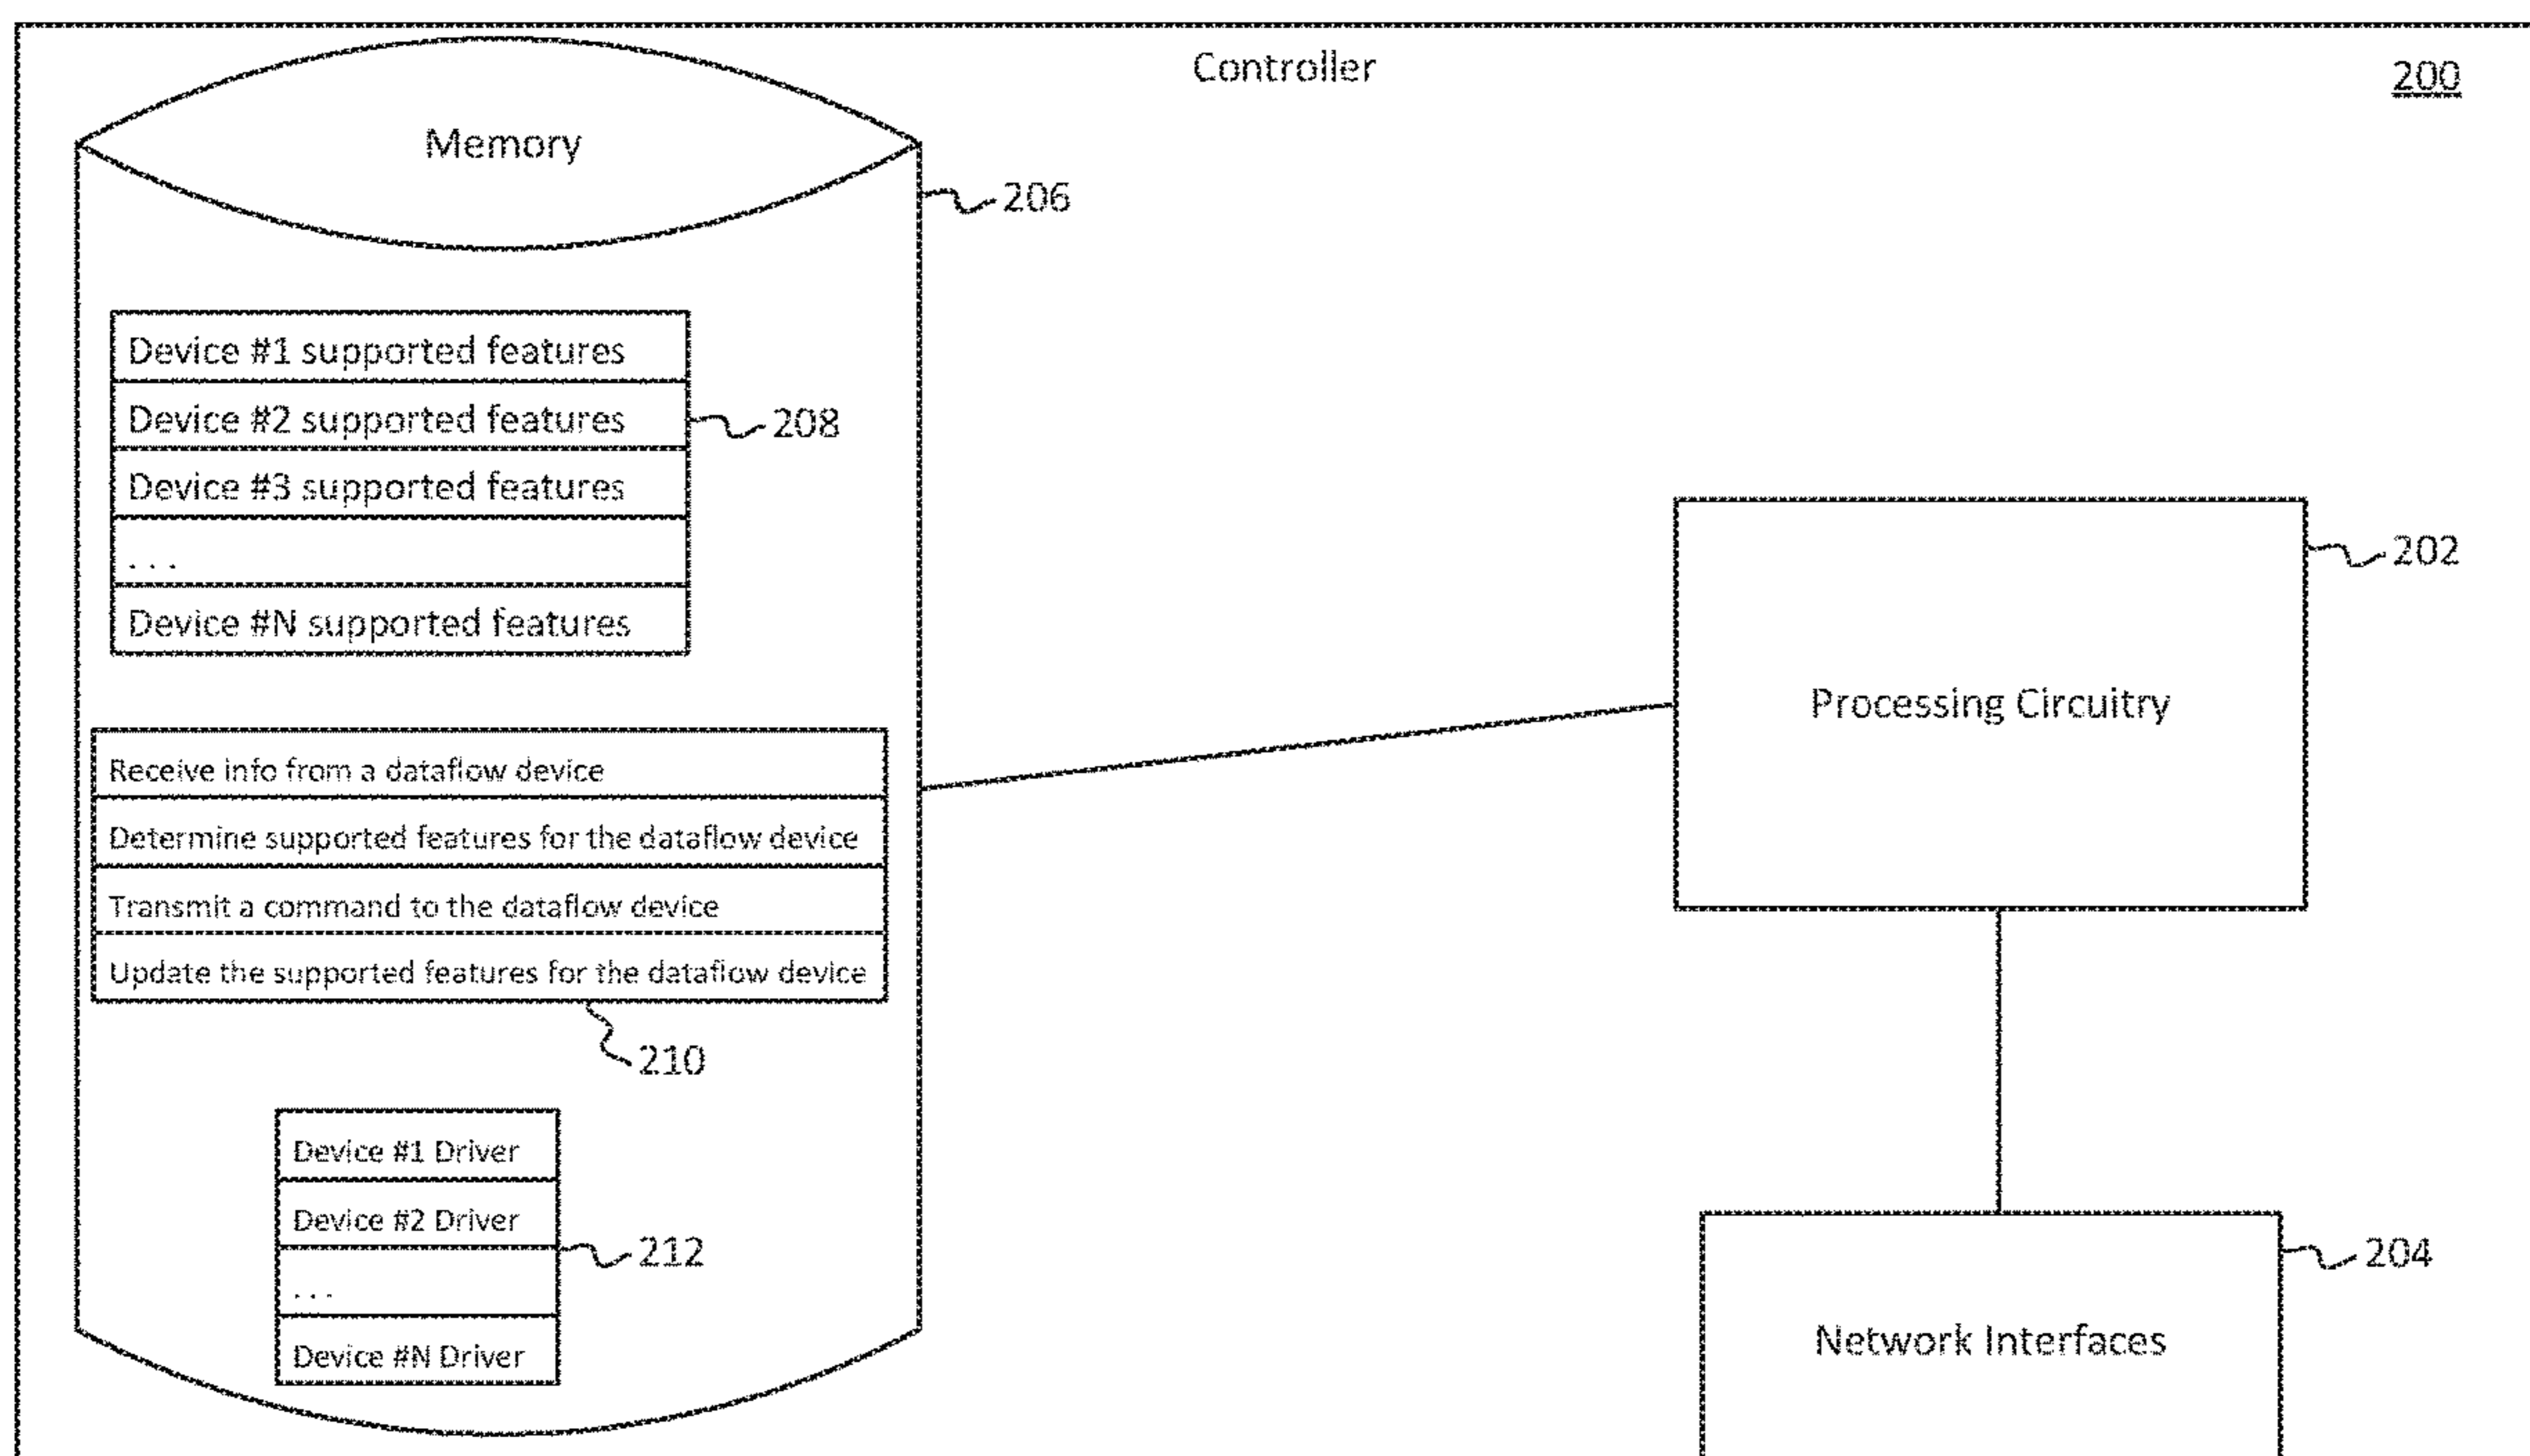 Controller
200
Memory
206
Device #1 supported features
Device #2 supported features
208
Device #3 supported features
. . .
Device #N supported features
202
Processing Circuitry
Receive info from a dataflow device
Determine supported features for the dataflow device
Transmit a command to the dataflow device
Update the supported features for the dataflow device
210
Device #1 Driver
Device #2 Driver
212
. . .
Device #N Driver
204
Network Interfaces